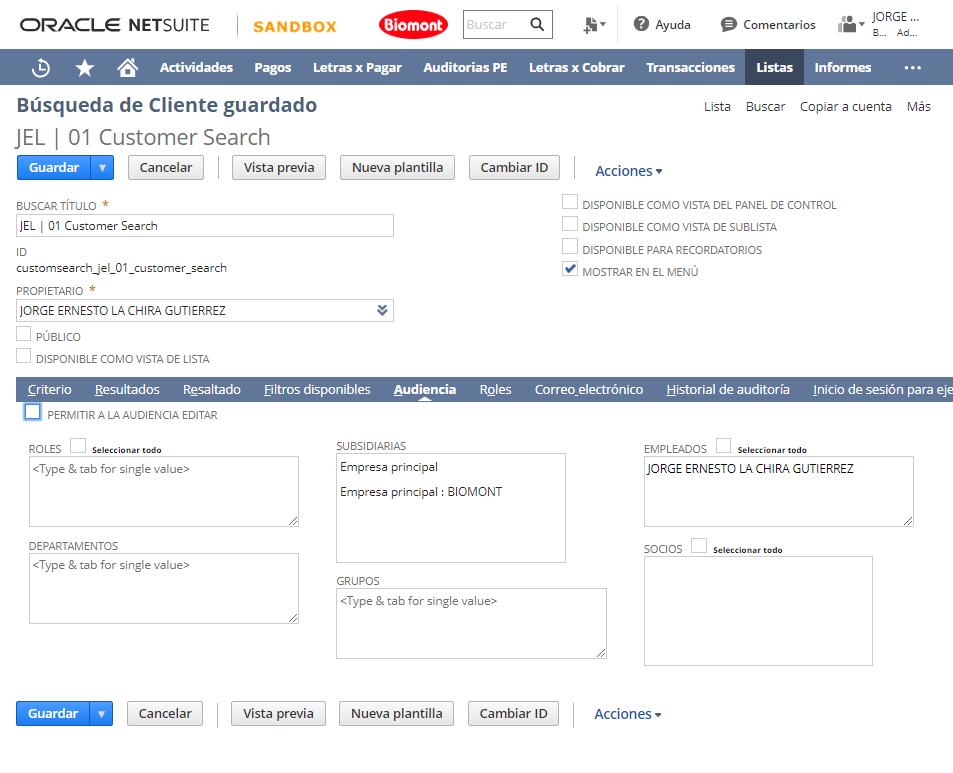 ORACLE NETSUITE SANDBOX Biomont Buscar Ayuda Comentarios JORGE ...
B... Ad...
Actividades Pagos Letras x Pagar Auditorias PE Letras x Cobrar Transacciones Listas Informes ...
Búsqueda de Cliente guardado Lista Buscar Copiar a cuenta Más
JEL | 01 Customer Search
Guardar Cancelar Vista previa Nueva plantilla Cambiar ID Acciones
BUSCAR TÍTULO *
JEL | 01 Customer Search
ID
customsearch_jel_01_customer_search
PROPIETARIO *
JORGE ERNESTO LA CHIRA GUTIERREZ
PÚBLICO
DISPONIBLE COMO VISTA DE LISTA
DISPONIBLE COMO VISTA DEL PANEL DE CONTROL
DISPONIBLE COMO VISTA DE SUBLISTA
DISPONIBLE PARA RECORDATORIOS
MOSTRAR EN EL MENÚ
Criterio Resultados Resaltado Filtros disponibles Audiencia Roles Correo electrónico Historial de auditoría Inicio de sesión para eje
PERMITIR A LA AUDIENCIA EDITAR
ROLES Seleccionar todo
<Type & tab for single value>
DEPARTAMENTOS
<Type & tab for single value>
SUBSIDIARIAS
Empresa principal
Empresa principal : BIOMONT
GRUPOS
<Type & tab for single value>
EMPLEADOS Seleccionar todo
JORGE ERNESTO LA CHIRA GUTIERREZ
SOCIOS Seleccionar todo
Guardar Cancelar Vista previa Nueva plantilla Cambiar ID Acciones